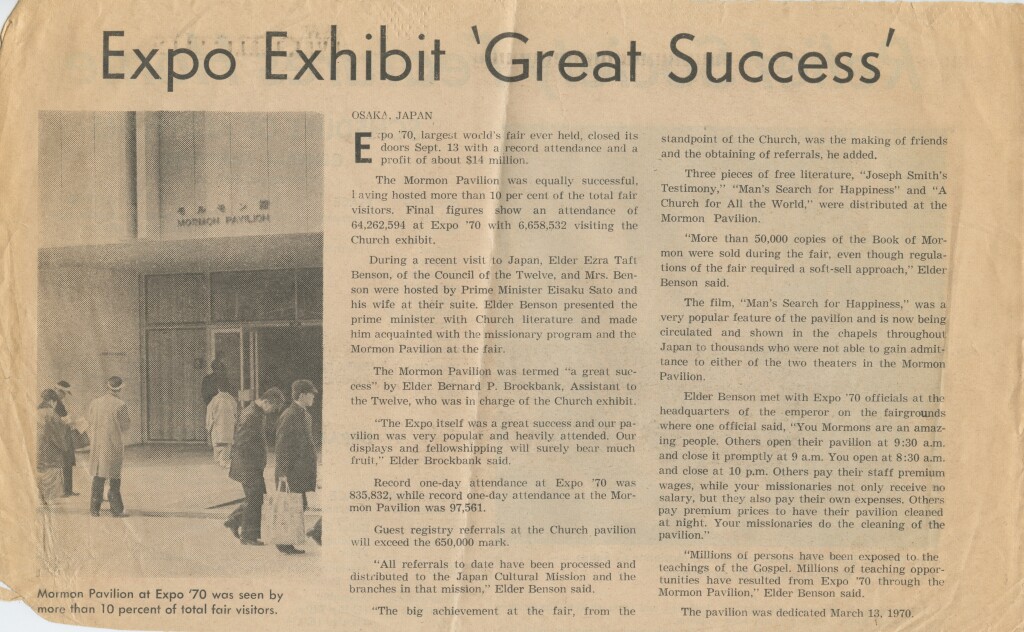 Expo Exhibit 'Great Success'
モルモン館
MORMON PAVILION
Mormon Pavilion at Expo '70 was seen by
more than 10 percent of total fair visitors.
OSAKA, JAPAN
Expo '70, largest world's fair ever held, closed its
doors Sept. 13 with a record attendance and a
profit of about $14 million.
The Mormon Pavilion was equally successful,
having hosted more than 10 per cent of the total fair
visitors. Final figures show an attendance of
64,262,594 at Expo '70 with 6,658,532 visiting the
Church exhibit.
During a recent visit to Japan, Elder Ezra Taft
Benson, of the Council of the Twelve, and Mrs. Ben-
son were hosted by Prime Minister Eisaku Sato and
his wife at their suite. Elder Benson presented the
prime minister with Church literature and made
him acquainted with the missionary program and the
Mormon Pavilion at the fair.
The Mormon Pavilion was termed "a great suc-
cess" by Elder Bernard P. Brockbank, Assistant to
the Twelve, who was in charge of the Church exhibit.
"The Expo itself was a great success and our pa-
vilion was very popular and heavily attended. Our
displays and fellowshipping will surely bear much
fruit," Elder Brockbank said.
Record one-day attendance at Expo '70 was
835,832, while record one-day attendance at the Mor-
mon Pavilion was 97,561.
Guest registry referrals at the Church pavilion
will exceed the 650,000 mark.
"All referrals to date have been processed and
distributed to the Japan Cultural Mission and the
branches in that mission," Elder Benson said.
"The big achievement at the fair, from the
standpoint of the Church, was the making of friends
and the obtaining of referrals, he added.
Three pieces of free literature, "Joseph Smith's
Testimony," "Man's Search for Happiness" and "A
Church for All the World," were distributed at the
Mormon Pavilion.
"More than 50,000 copies of the Book of Mor-
mon were sold during the fair, even though regula-
tions of the fair required a soft-sell approach," Elder
Benson said.
The film, "Man's Search for Happiness," was a
very popular feature of the pavilion and is now being
circulated and shown in the chapels throughout
Japan to thousands who were not able to gain admit-
tance to either of the two theaters in the Mormon
Pavilion.
Elder Benson met with Expo '70 officials at the
headquarters of the emperor on the fairgrounds
where one official said, "You Mormons are an amaz-
ing people. Others open their pavilion at 9:30 a.m.
and close it promptly at 9 a.m. You open at 8:30 a.m.
and close at 10 p.m. Others pay their staff premium
wages, while your missionaries not only receive no
salary, but they also pay their own expenses. Others
pay premium prices to have their pavilion cleaned
at night. Your missionaries do the cleaning of the
pavilion."
"Millions of persons have been exposed to the
teachings of the Gospel. Millions of teaching oppor-
tunities have resulted from Expo '70 through the
Mormon Pavilion," Elder Benson said.
The pavilion was dedicated March 13, 1970.